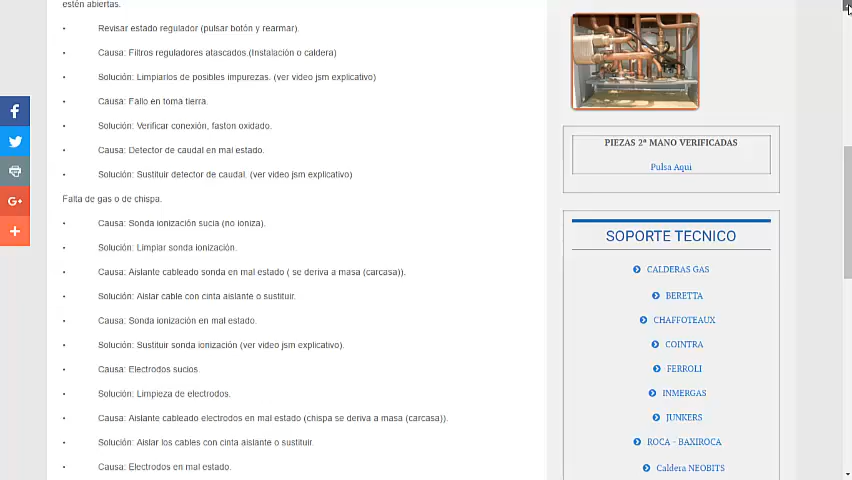 estén abiertas.
• Revisar estado regulador (pulsar botón y rearmar).
• Causa: Filtros reguladores atascados.(Instalación o caldera)
• Solución: Limpiarlos de posibles impurezas. (ver video jsm explicativo)
• Causa: Fallo en toma tierra.
• Solución: Verificar conexión, faston oxidado.
• Causa: Detector de caudal en mal estado.
• Solución: Sustituir detector de caudal. (ver video jsm explicativo)
Falta de gas o de chispa.
• Causa: Sonda ionización sucia (no ioniza).
• Solución: Limpiar sonda ionización.
• Causa: Aislante cableado sonda en mal estado ( se deriva a masa (carcasa)).
• Solución: Aislar cable con cinta aislante o sustituir.
• Causa: Sonda ionización en mal estado.
• Solución: Sustituir sonda ionización (ver video jsm explicativo).
• Causa: Electrodos sucios.
• Solución: Limpieza de electrodos.
• Causa: Aislante cableado electrodos en mal estado (chispa se deriva a masa (carcasa)).
• Solución: Aislar los cables con cinta aislante o sustituir.
• Causa: Electrodos en mal estado.
PIEZAS 2ª MANO VERIFICADAS
Pulsa Aqui
SOPORTE TECNICO
CALDERAS GAS
BERETTA
CHAFFOTEAUX
COINTRA
FERROLI
INMERGAS
JUNKERS
ROCA - BAXIROCA
Caldera NEOBITS